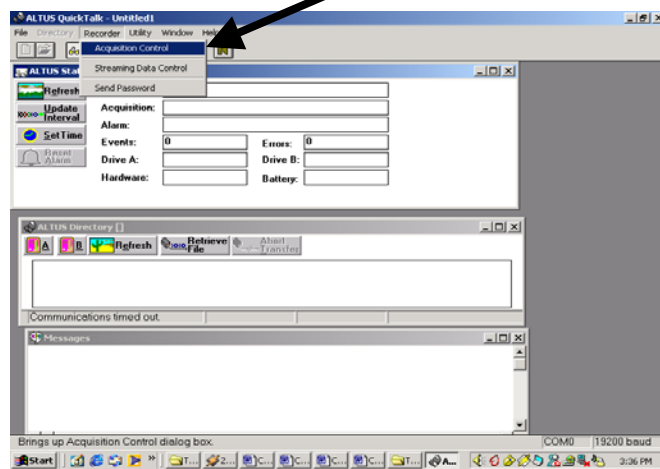 ALTUS QuickTalk - Untitled1
File Directory Recorder Utility Window Help
Acquisition Control
Streaming Data Control
Send Password
ALTUS Stat
Refresh
Update Interval
Set Time
Reset Alarm
Acquisition:
Alarm:
Events: 0 Errors: 0
Drive A: Drive B:
Hardware: Battery:
ALTUS Directory []
A B Refresh Retrieve File Abort Transfer
Communications timed out.
Messages
Brings up Acquisition Control dialog box. COM0 19200 baud
Start T... 2... C... C... C... C... T... A... 3:36 PM